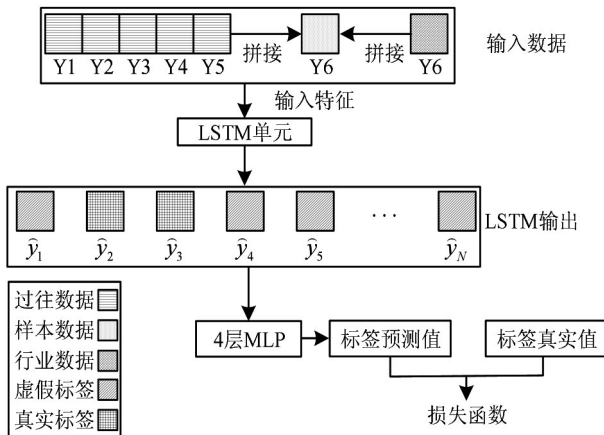 拼接 拼接 输入数据
Y1 Y2 Y3 Y4 Y5 Y6 Y6
输入特征
LSTM单元
LSTM输出
ŷ₁ ŷ₂ ŷ₃ ŷ₄ ŷ₅ ··· ŷ_N
过往数据
样本数据
行业数据
虚假标签
真实标签
4层MLP 标签预测值 标签真实值
损失函数